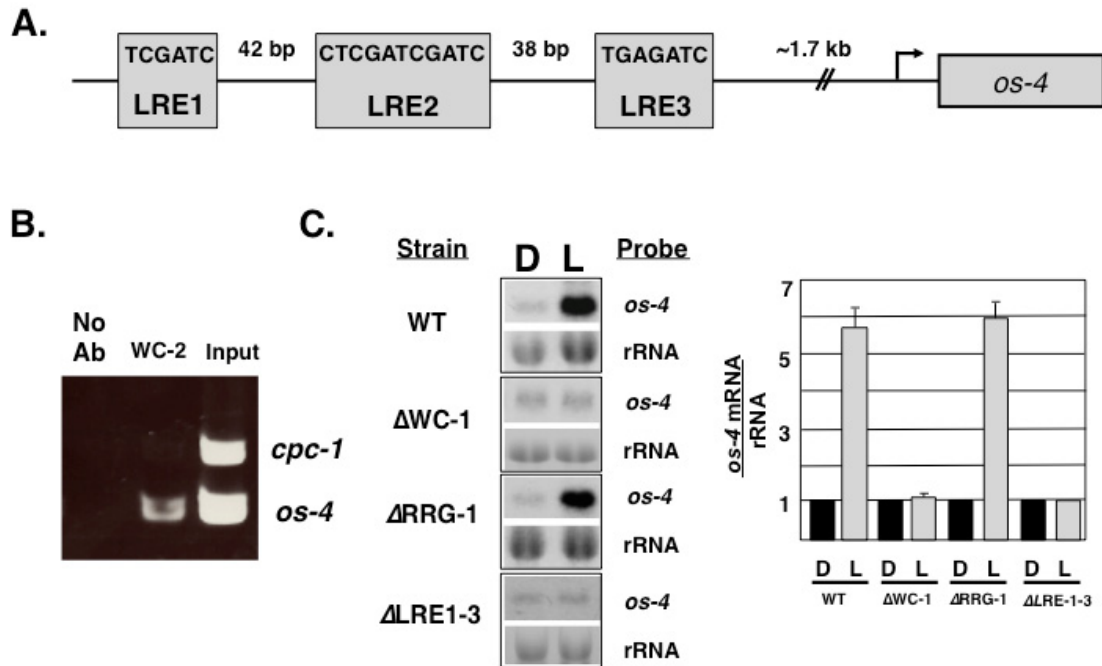 A.
TCGATC 42 bp CTCGATCGATC 38 bp TGAGATC ~1.7 kb
LRE1 LRE2 LRE3 os-4
B.
No
Ab WC-2 Input
cpc-1
os-4
C.
Strain D L Probe
WT os-4
rRNA
ΔWC-1 os-4
rRNA
ΔRRG-1 os-4
rRNA
ΔLRE1-3 os-4
rRNA
os-4 mRNA
rRNA
7
5
3
1
D L D L D L D L
WT ΔWC-1 ΔRRG-1 ΔLRE-1-3